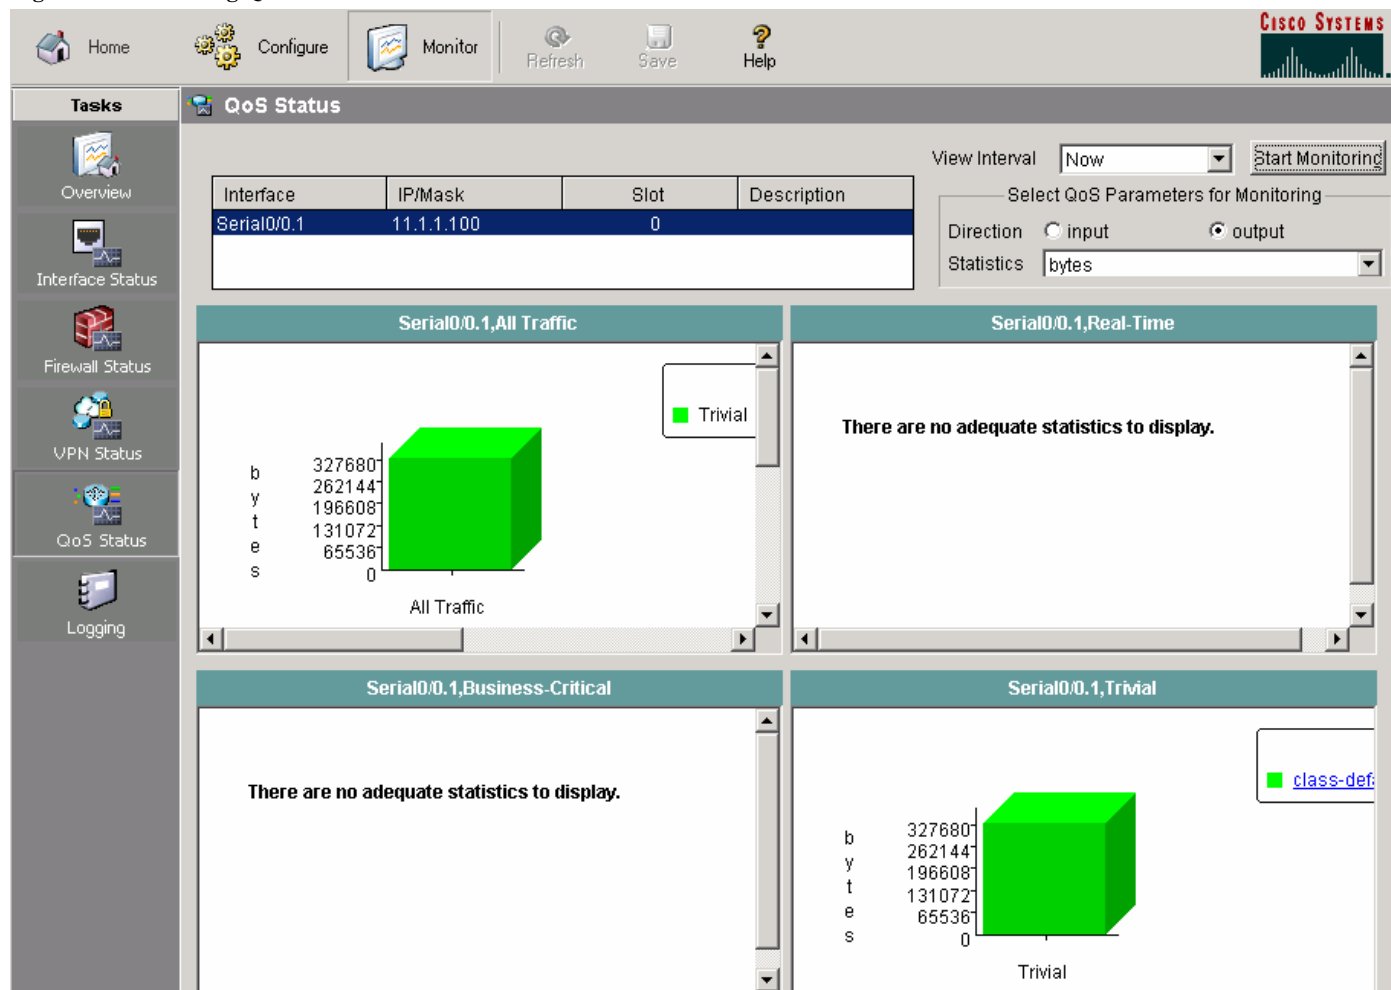 Home
Configure
Monitor
Refresh
Save
Help
CISCO SYSTEMS
Tasks
QoS Status
Overview
Interface Status
Firewall Status
VPN Status
QoS Status
Logging
View Interval Now Start Monitoring
Interface IP/Mask Slot Description
Serial0/0.1 11.1.1.100 0
Select QoS Parameters for Monitoring
Direction input output
Statistics bytes
Serial0/0.1,All Traffic
Trivial
bytes
327680
262144
196608
131072
65536
0
All Traffic
Serial0/0.1,Real-Time
There are no adequate statistics to display.
Serial0/0.1,Business-Critical
There are no adequate statistics to display.
Serial0/0.1,Trivial
class-def
bytes
327680
262144
196608
131072
65536
0
Trivial